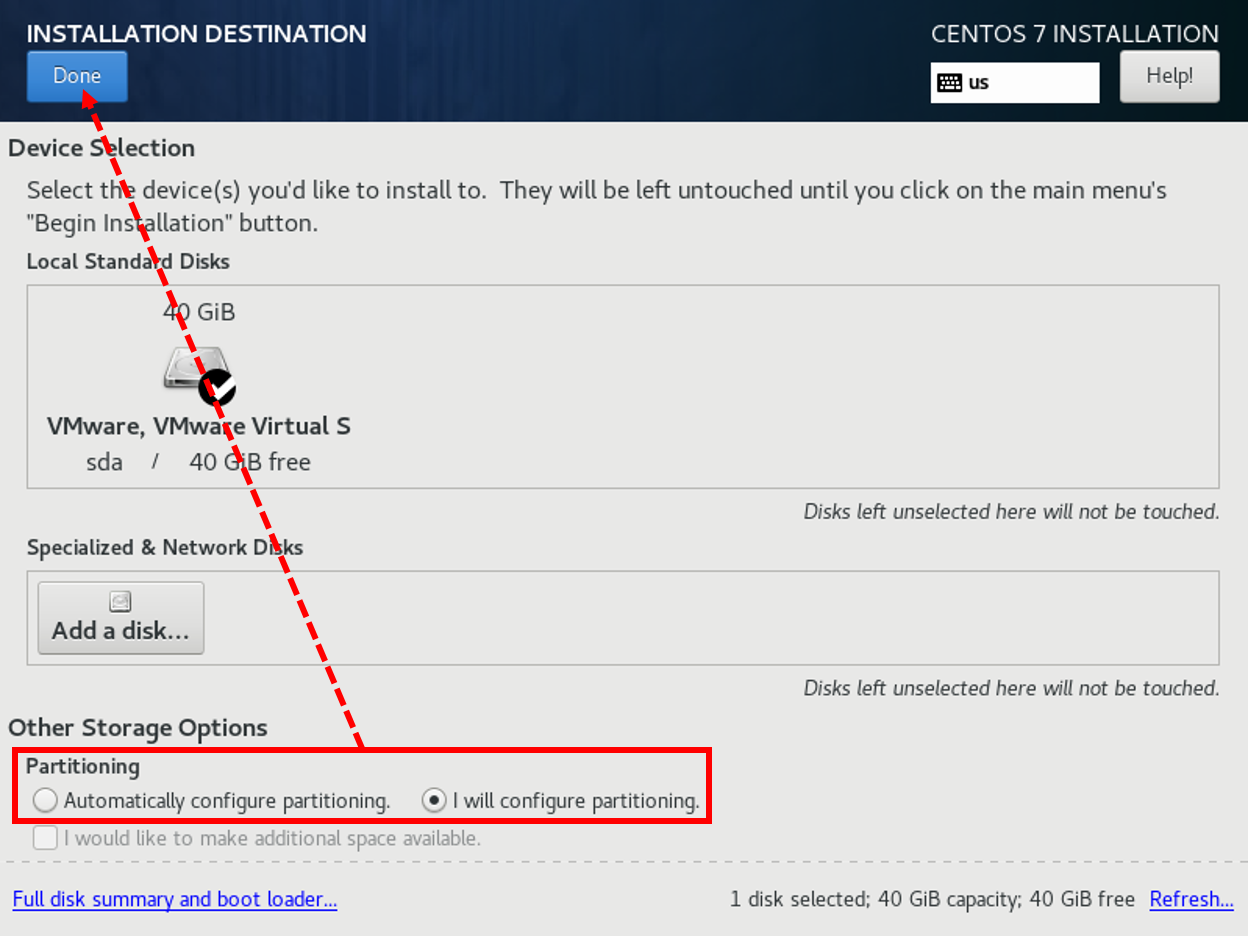 INSTALLATION DESTINATION
CENTOS 7 INSTALLATION
Done
us
Help!
Device Selection
Select the device(s) you'd like to install to.  They will be left untouched until you click on the main menu's
"Begin Installation" button.
Local Standard Disks
40 GiB
VMware, VMware Virtual S
sda / 40 GiB free
Disks left unselected here will not be touched.
Specialized & Network Disks
Add a disk...
Disks left unselected here will not be touched.
Other Storage Options
Partitioning
Automatically configure partitioning. I will configure partitioning.
I would like to make additional space available.
Full disk summary and boot loader... 1 disk selected; 40 GiB capacity; 40 GiB free Refresh...